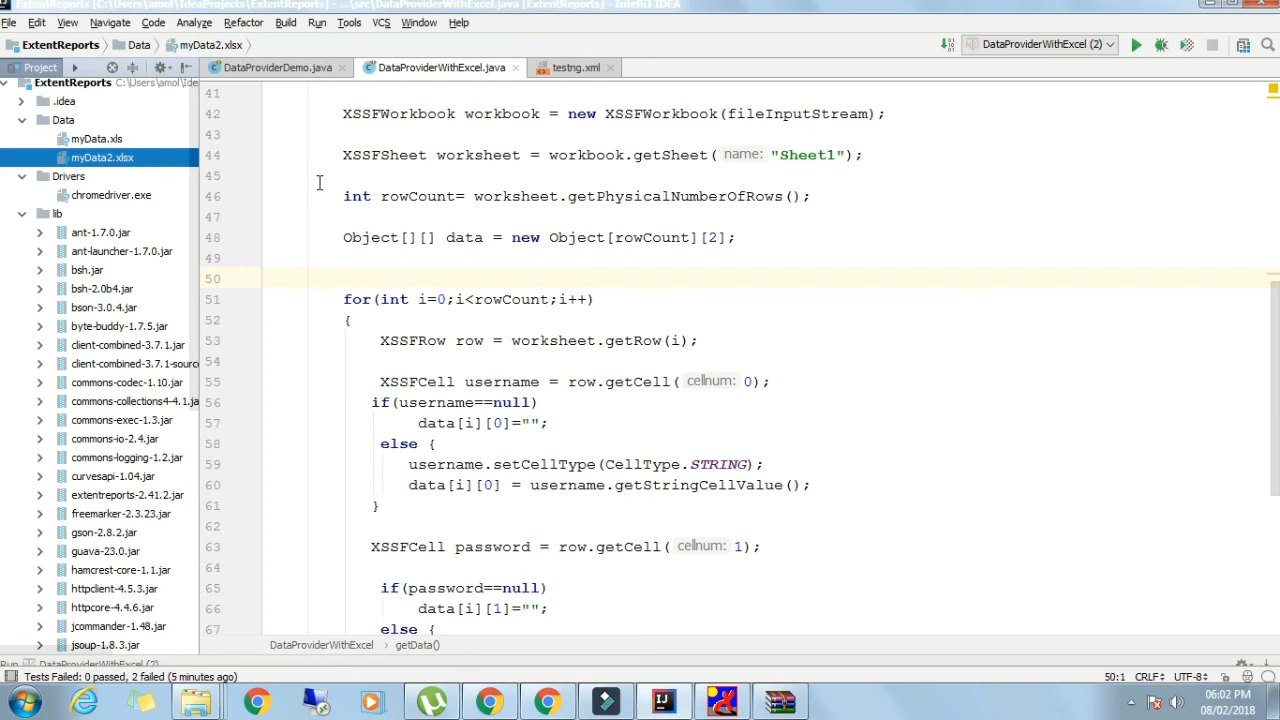 ExtentReports [C:\Users\amol\IdeaProjects\ExtentReports] - ...\src\DataProviderWithExcel.java [ExtentReports] - IntelliJ IDEA
File Edit View Navigate Code Analyze Refactor Build Run Tools VCS Window Help
ExtentReports Data myData2.xlsx DataProviderWithExcel (2)
Project DataProviderDemo.java DataProviderWithExcel.java testng.xml
ExtentReports C:\Users\amol\Ide
.idea
Data
myData.xls
myData2.xlsx
Drivers
chromedriver.exe
lib
ant-1.7.0.jar
ant-launcher-1.7.0.jar
bsh.jar
bsh-2.0b4.jar
bson-3.0.4.jar
byte-buddy-1.7.5.jar
client-combined-3.7.1.jar
client-combined-3.7.1-source
commons-codec-1.10.jar
commons-collections4-4.1.ja
commons-exec-1.3.jar
commons-io-2.4.jar
commons-logging-1.2.jar
curvesapi-1.04.jar
extentreports-2.41.2.jar
freemarker-2.3.23.jar
gson-2.8.2.jar
guava-23.0.jar
hamcrest-core-1.1.jar
httpclient-4.5.3.jar
httpcore-4.4.6.jar
jcommander-1.48.jar
jsoup-1.8.3.jar
41
42 XSSFWorkbook workbook = new XSSFWorkbook(fileInputStream);
43
44 XSSFSheet worksheet = workbook.getSheet( name: "Sheet1");
45
46 int rowCount= worksheet.getPhysicalNumberOfRows();
47
48 Object[][] data = new Object[rowCount][2];
49
50
51 for(int i=0;i<rowCount;i++)
52 {
53 XSSFRow row = worksheet.getRow(i);
54
55 XSSFCell username = row.getCell( cellnum: 0);
56 if(username==null)
57 data[i][0]="";
58 else {
59 username.setCellType(CellType.STRING);
60 data[i][0] = username.getStringCellValue();
61 }
62
63 XSSFCell password = row.getCell( cellnum: 1);
64
65 if(password==null)
66 data[i][1]="";
67 else {
DataProviderWithExcel › getData()
Run DataProviderWithExcel (2)
Tests Failed: 0 passed, 2 failed (5 minutes ago) 50:1 CRLF÷ UTF-8÷
06:02 PM
08/02/2018